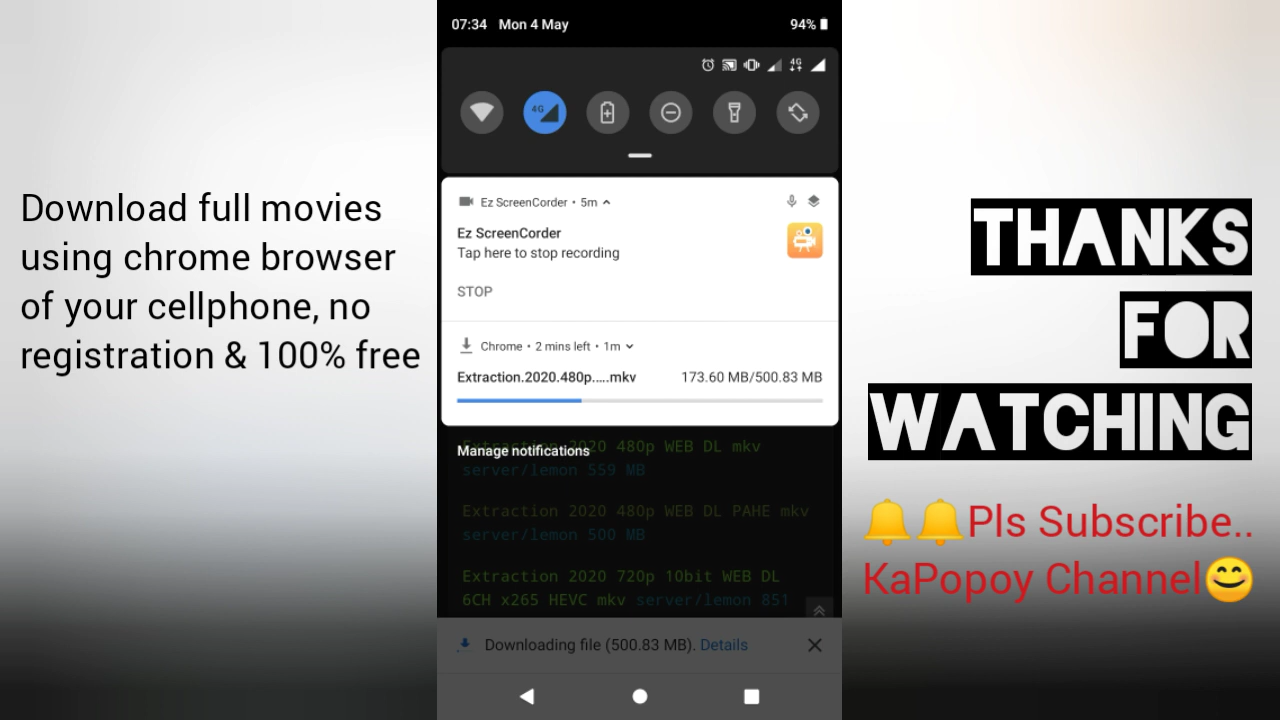 Download full movies
using chrome browser
of your cellphone, no
registration & 100% free
07:34 Mon 4 May 94%
4G
4G
Ez ScreenCorder • 5m
Ez ScreenCorder
Tap here to stop recording
STOP
Chrome • 2 mins left • 1m
Extraction.2020.480p.....mkv 173.60 MB/500.83 MB
Extraction 2020 480p WEB DL mkv
Manage notifications
server/lemon 559 MB
Extraction 2020 480p WEB DL PAHE mkv
server/lemon 500 MB
Extraction 2020 720p 10bit WEB DL
6CH x265 HEVC mkv server/lemon 851
Downloading file (500.83 MB). Details
THANKS
FOR
WATCHING
🔔🔔Pls Subscribe..
KaPopoy Channel😊